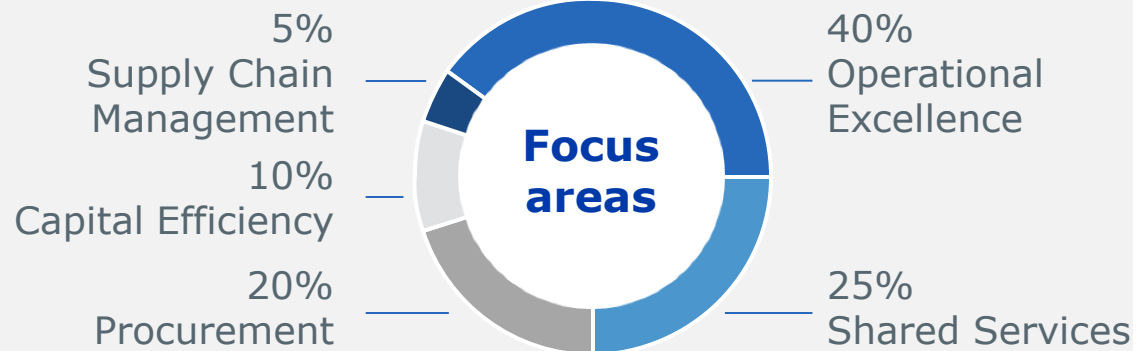 5%
Supply Chain
Management
10%
Capital Efficiency
20%
Procurement
Focus
areas
40%
Operational
Excellence
25%
Shared Services